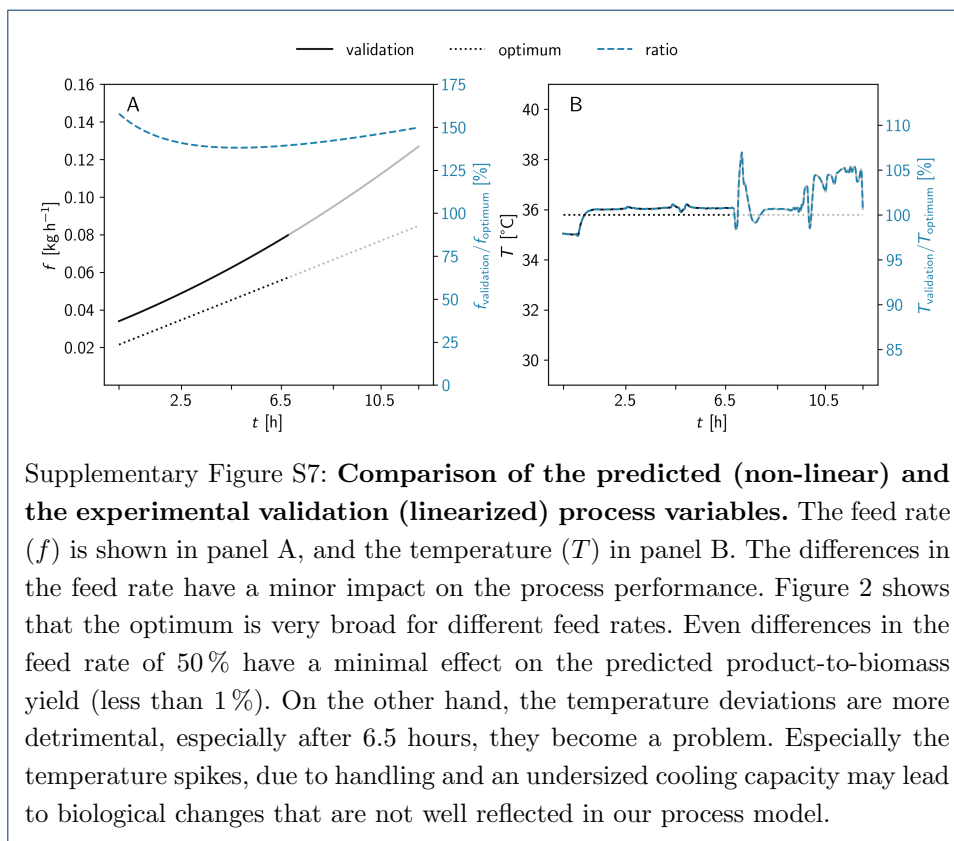 validation optimum ratio
A
0.16
0.14
0.12
0.10
0.08
0.06
0.04
0.02
f [kg h⁻¹]
175
150
125
100
75
50
25
0
f_validation/f_optimum [%]
2.5 6.5 10.5
t [h]
B
40
38
36
34
32
30
T [°C]
110
105
100
95
90
85
T_validation/T_optimum [%]
2.5 6.5 10.5
t [h]
Supplementary Figure S7: Comparison of the predicted (non-linear) and
the experimental validation (linearized) process variables. The feed rate
(f) is shown in panel A, and the temperature (T) in panel B. The differences in
the feed rate have a minor impact on the process performance. Figure 2 shows
that the optimum is very broad for different feed rates. Even differences in the
feed rate of 50 % have a minimal effect on the predicted product-to-biomass
yield (less than 1 %). On the other hand, the temperature deviations are more
detrimental, especially after 6.5 hours, they become a problem. Especially the
temperature spikes, due to handling and an undersized cooling capacity may lead
to biological changes that are not well reflected in our process model.